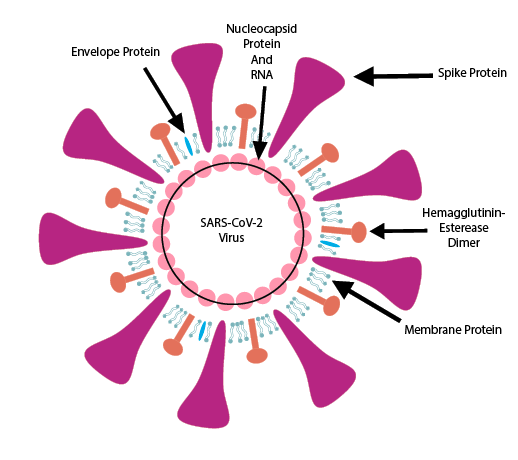 Nucleocapsid
Protein
And
RNA
Envelope Protein
Spike Protein
SARS-CoV-2
Virus
Hemagglutinin-
Esterease
Dimer
Membrane Protein